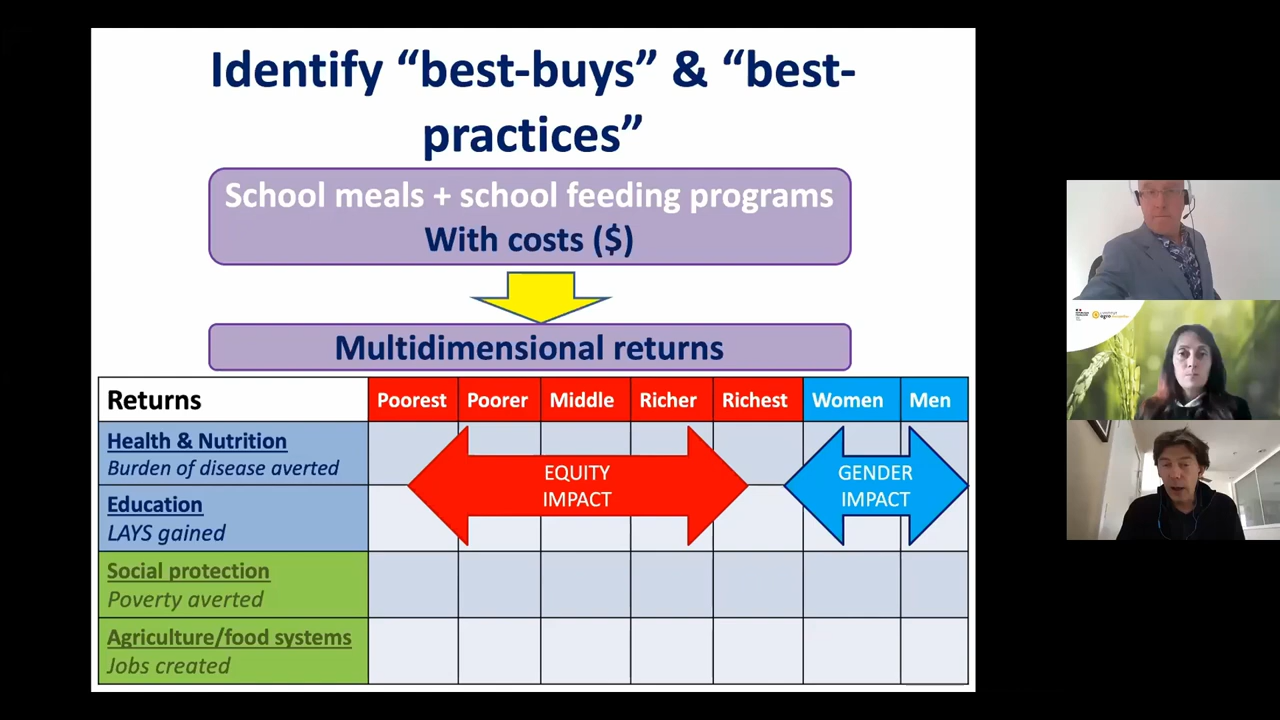 Identify “best-buys” & “best-
practices”
School meals + school feeding programs
With costs ($)
Multidimensional returns
Returns Poorest Poorer Middle Richer Richest Women Men
Health & Nutrition
Burden of disease averted
EQUITY
IMPACT
GENDER
IMPACT
Education
LAYS gained
Social protection
Poverty averted
Agriculture/food systems
Jobs created